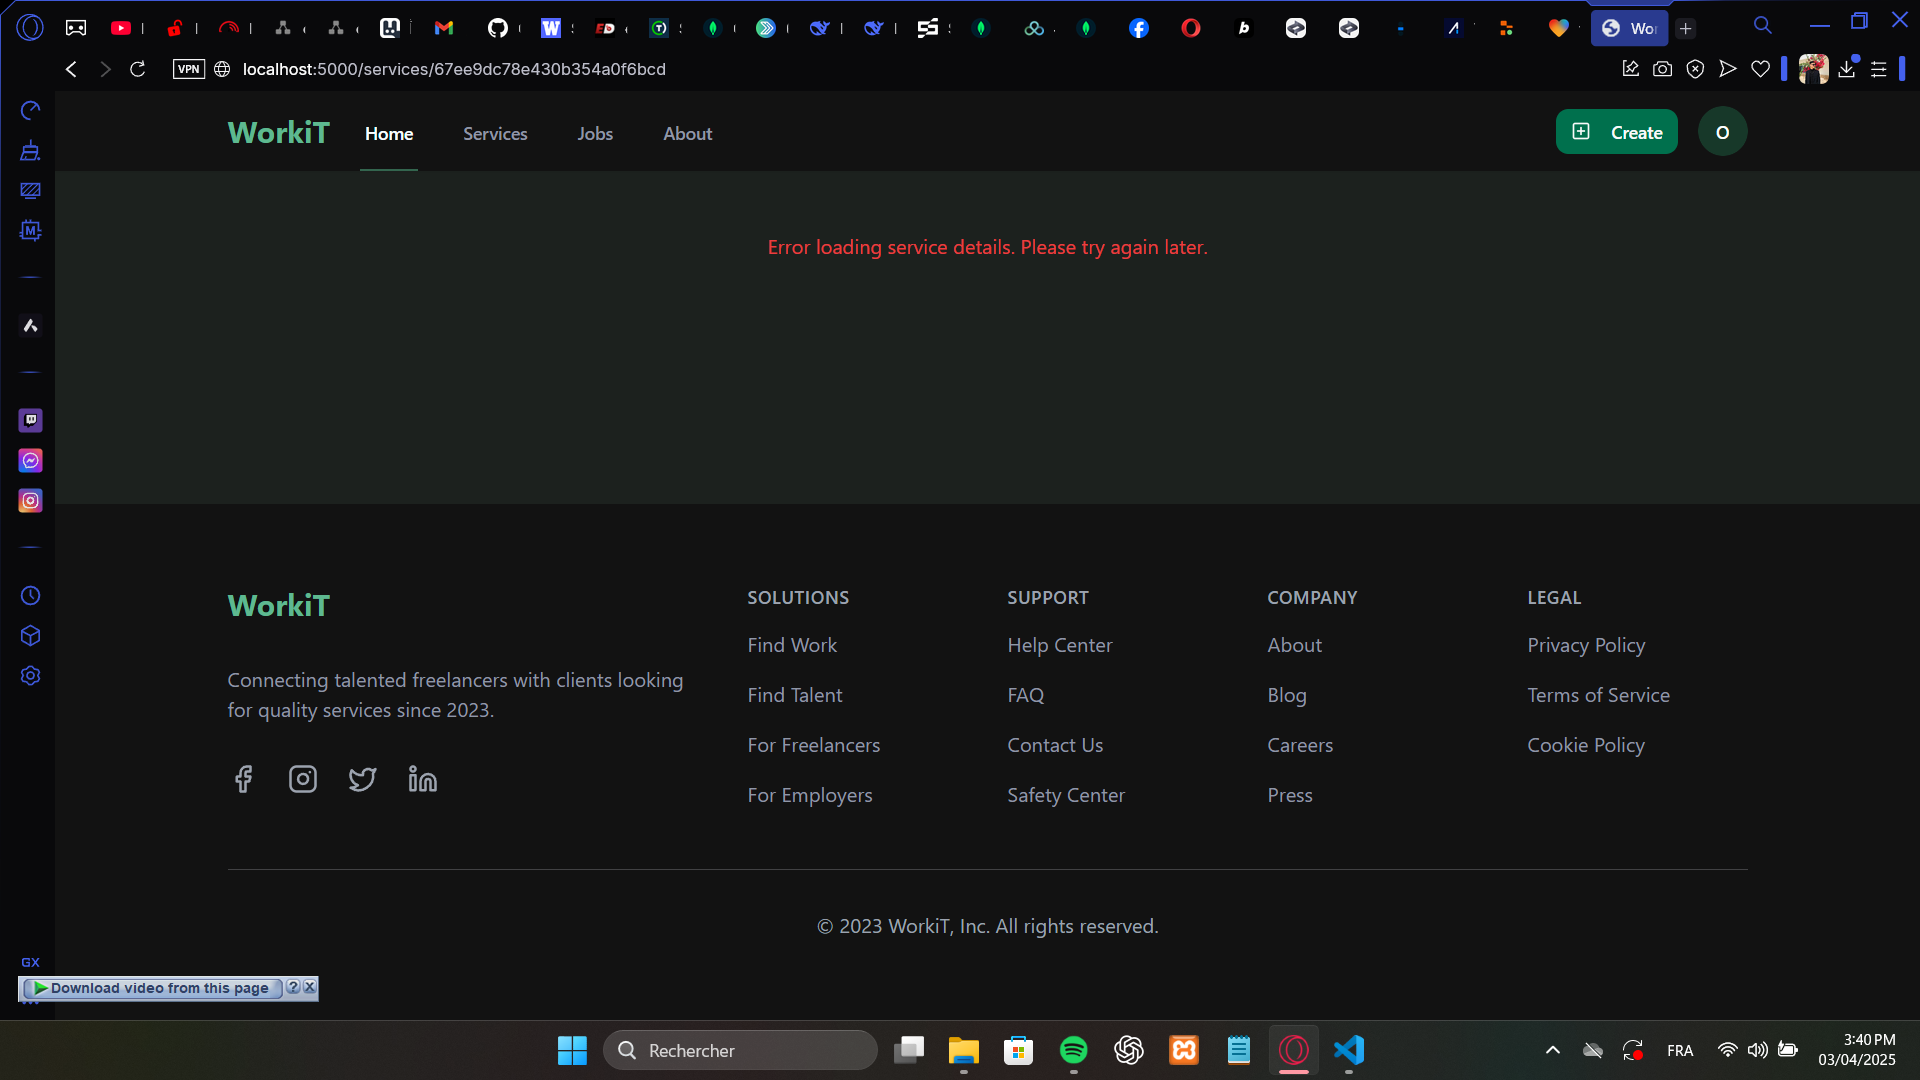 Wor
VPN
localhost:5000/services/67ee9dc78e430b354a0f6bcd
WorkiT
Home
Services
Jobs
About
Create
O
Error loading service details. Please try again later.
WorkiT
Connecting talented freelancers with clients looking
for quality services since 2023.
SOLUTIONS
Find Work
Find Talent
For Freelancers
For Employers
SUPPORT
Help Center
FAQ
Contact Us
Safety Center
COMPANY
About
Blog
Careers
Press
LEGAL
Privacy Policy
Terms of Service
Cookie Policy
© 2023 WorkiT, Inc. All rights reserved.
GX
Download video from this page
Rechercher
FRA
3:40 PM
03/04/2025